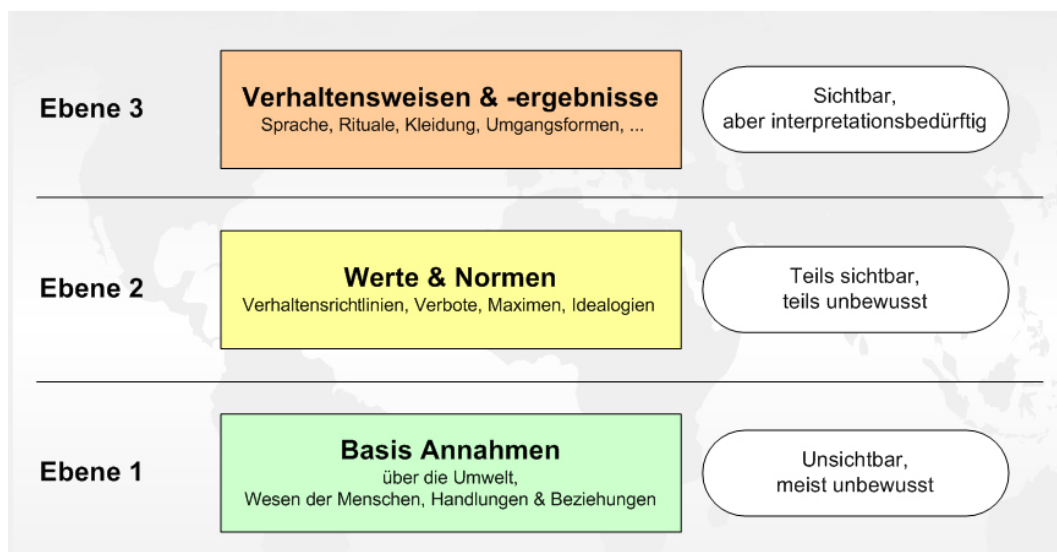 Ebene 3
Verhaltensweisen & -ergebnisse
Sprache, Rituale, Kleidung, Umgangsformen, ...
Sichtbar,
aber interpretationsbedürftig
Ebene 2
Werte & Normen
Verhaltensrichtlinien, Verbote, Maximen, Idealogien
Teils sichtbar,
teils unbewusst
Ebene 1
Basis Annahmen
über die Umwelt,
Wesen der Menschen, Handlungen & Beziehungen
Unsichtbar,
meist unbewusst